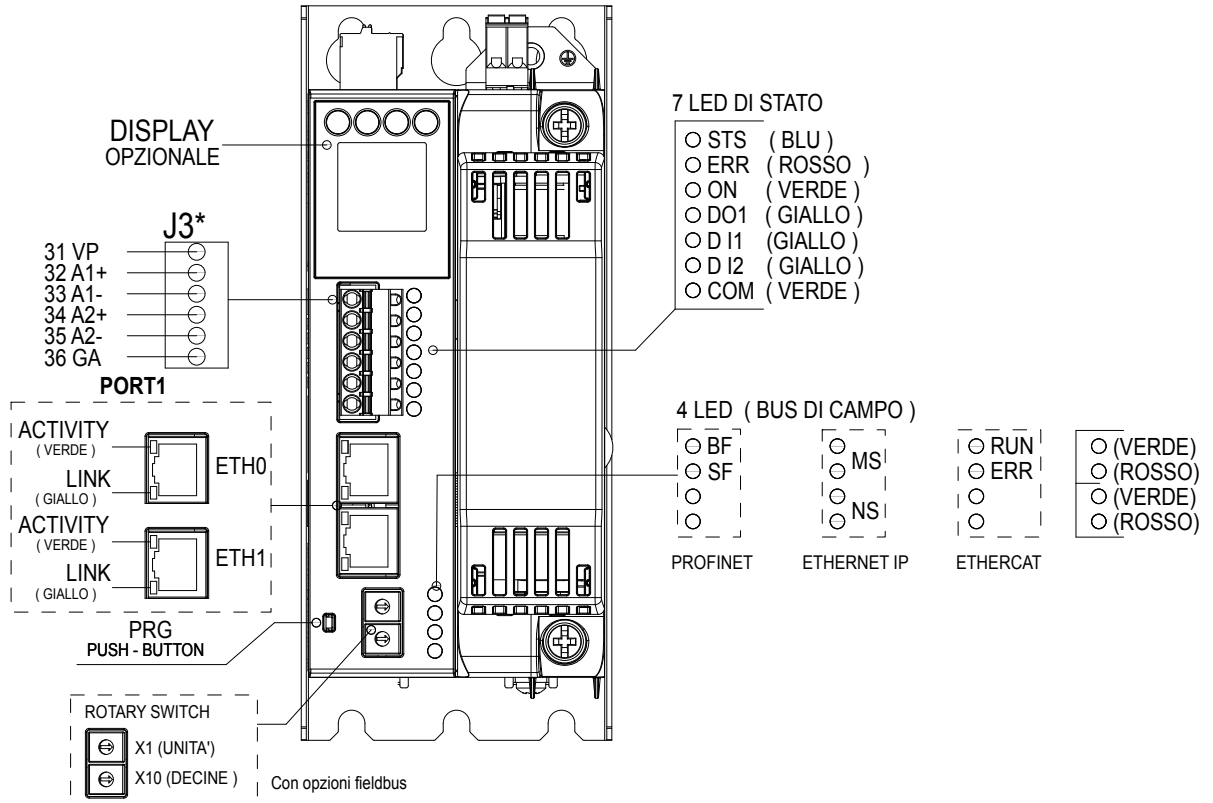 DISPLAY
OPZIONALE
J3*
31 VP
32 A1+
33 A1-
34 A2+
35 A2-
36 GA
PORT1
ACTIVITY
( VERDE )
LINK
( GIALLO )
ETH0
ACTIVITY
( VERDE )
LINK
( GIALLO )
ETH1
PRG
PUSH - BUTTON
ROTARY SWITCH
X1 (UNITA')
X10 (DECINE )
Con opzioni fieldbus
7 LED DI STATO
STS ( BLU )
ERR ( ROSSO )
ON ( VERDE )
DO1 ( GIALLO )
D I1 (GIALLO )
D I2 ( GIALLO )
COM ( VERDE )
4 LED ( BUS DI CAMPO )
BF
SF
PROFINET
MS
NS
ETHERNET IP
RUN
ERR
ETHERCAT
(VERDE)
(ROSSO)
(VERDE)
(ROSSO)